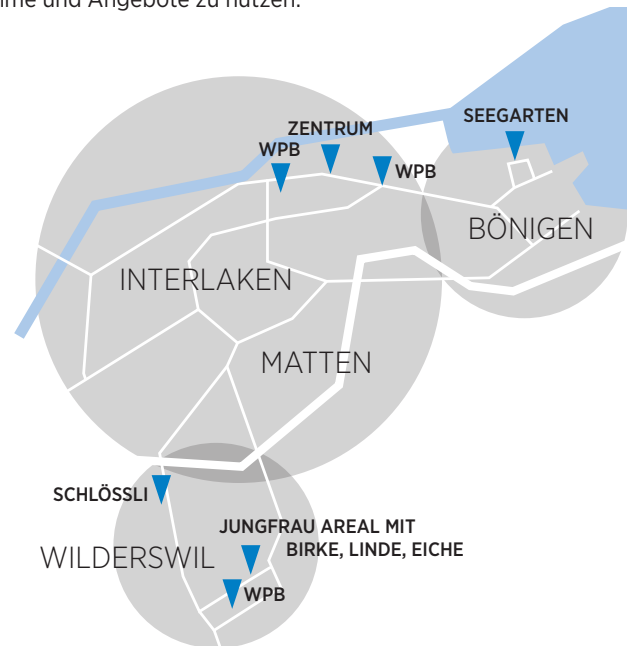 und Angebote zu nutzen.
SEEGARTEN
ZENTRUM
WPB
WPB
BÖNIGEN
INTERLAKEN
MATTEN
SCHLÖSSLI
JUNGFRAU AREAL MIT
BIRKE, LINDE, EICHE
WILDERSWIL
WPB